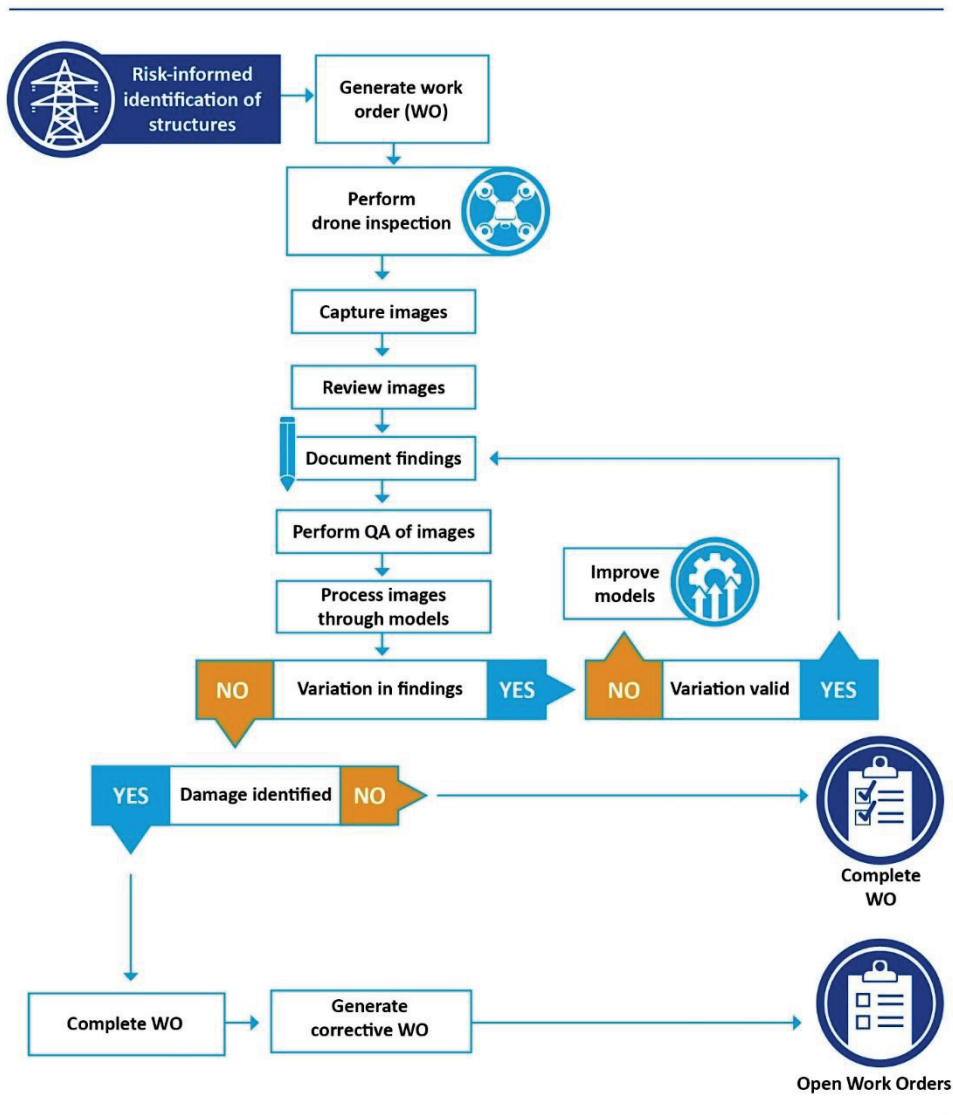 Risk-informed
identification of
structures
Generate work
order (WO)
Perform
drone inspection
Capture images
Review images
Document findings
Perform QA of images
Process images
through models
Improve
models
NO
Variation in findings
YES
NO
Variation valid
YES
YES
Damage identified
NO
Complete
WO
Complete WO
Generate
corrective WO
Open Work Orders